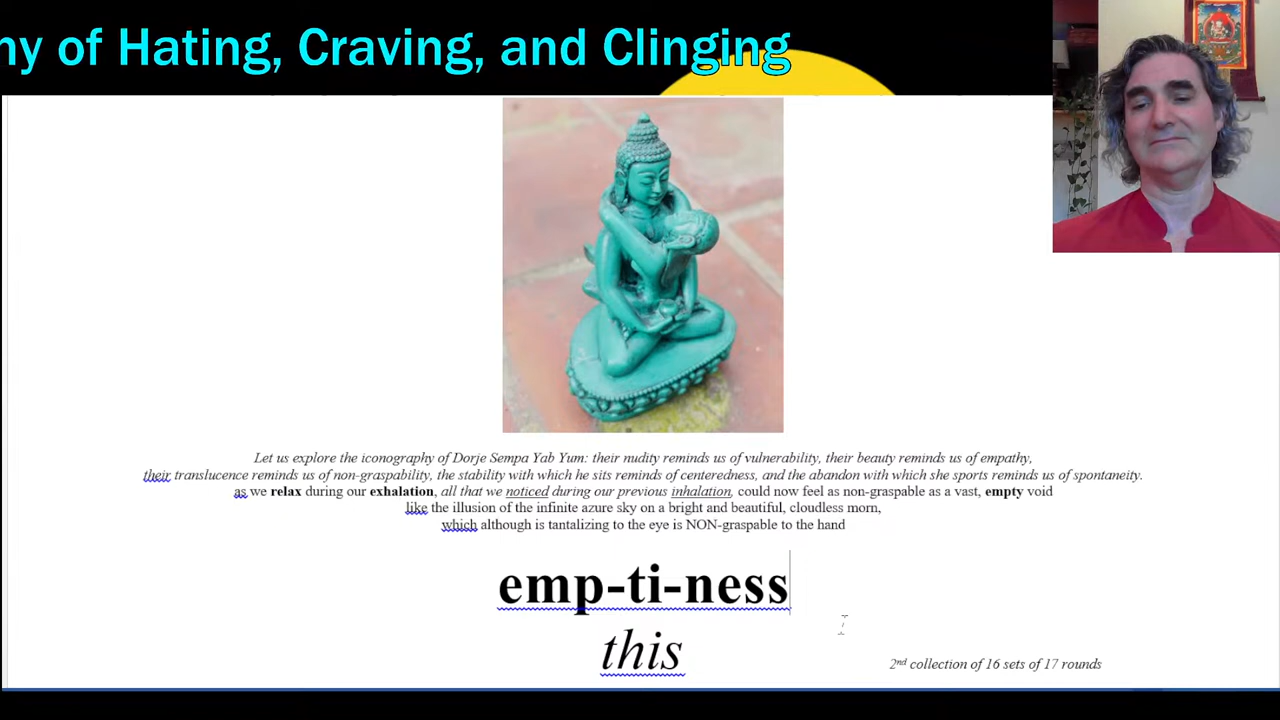 ny of Hating, Craving, and Clinging
Let us explore the iconography of Dorje Sempa Yab Yum: their nudity reminds us of vulnerability, their beauty reminds us of empathy,
their translucence reminds us of non-graspability, the stability with which he sits reminds of centeredness, and the abandon with which she sports reminds us of spontaneity.
as we relax during our exhalation, all that we noticed during our previous inhalation, could now feel as non-graspable as a vast, empty void
like the illusion of the infinite azure sky on a bright and beautiful, cloudless morn,
which although is tantalizing to the eye is NON-graspable to the hand
emp-ti-ness
this
2nd collection of 16 sets of 17 rounds